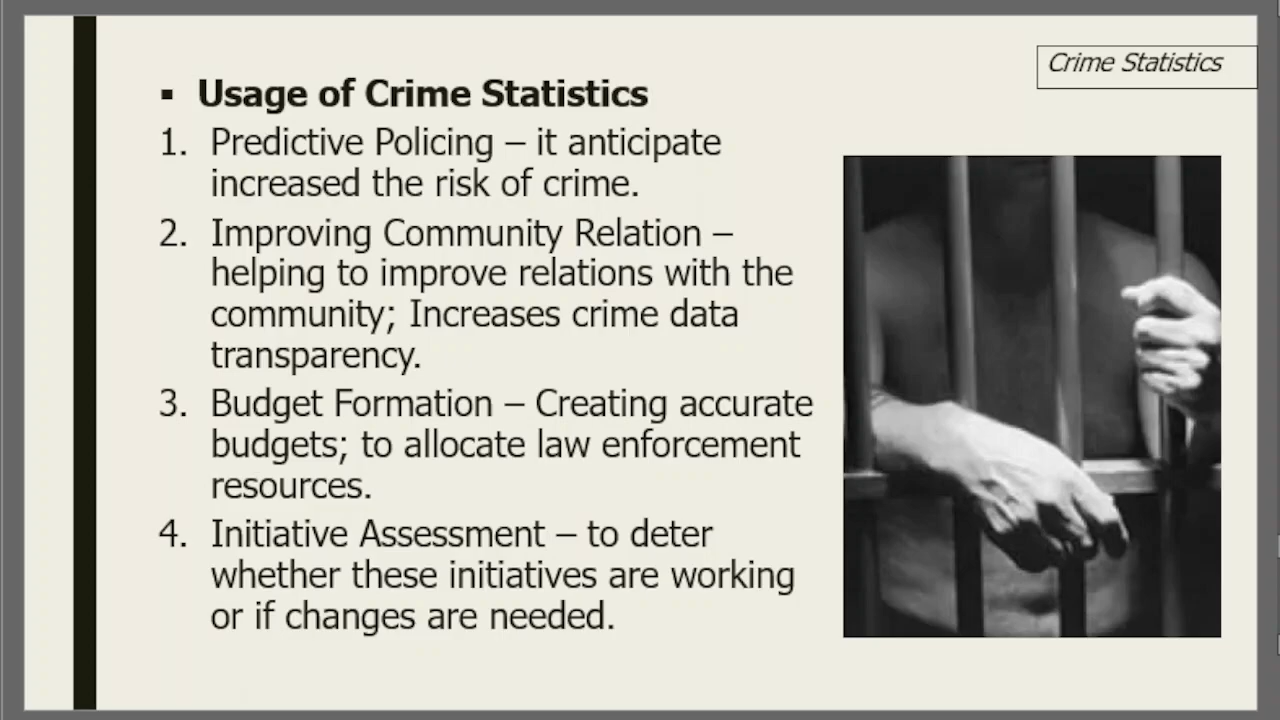 Crime Statistics
▪ Usage of Crime Statistics
1. Predictive Policing – it anticipate
increased the risk of crime.
2. Improving Community Relation –
helping to improve relations with the
community; Increases crime data
transparency.
3. Budget Formation – Creating accurate
budgets; to allocate law enforcement
resources.
4. Initiative Assessment – to deter
whether these initiatives are working
or if changes are needed.